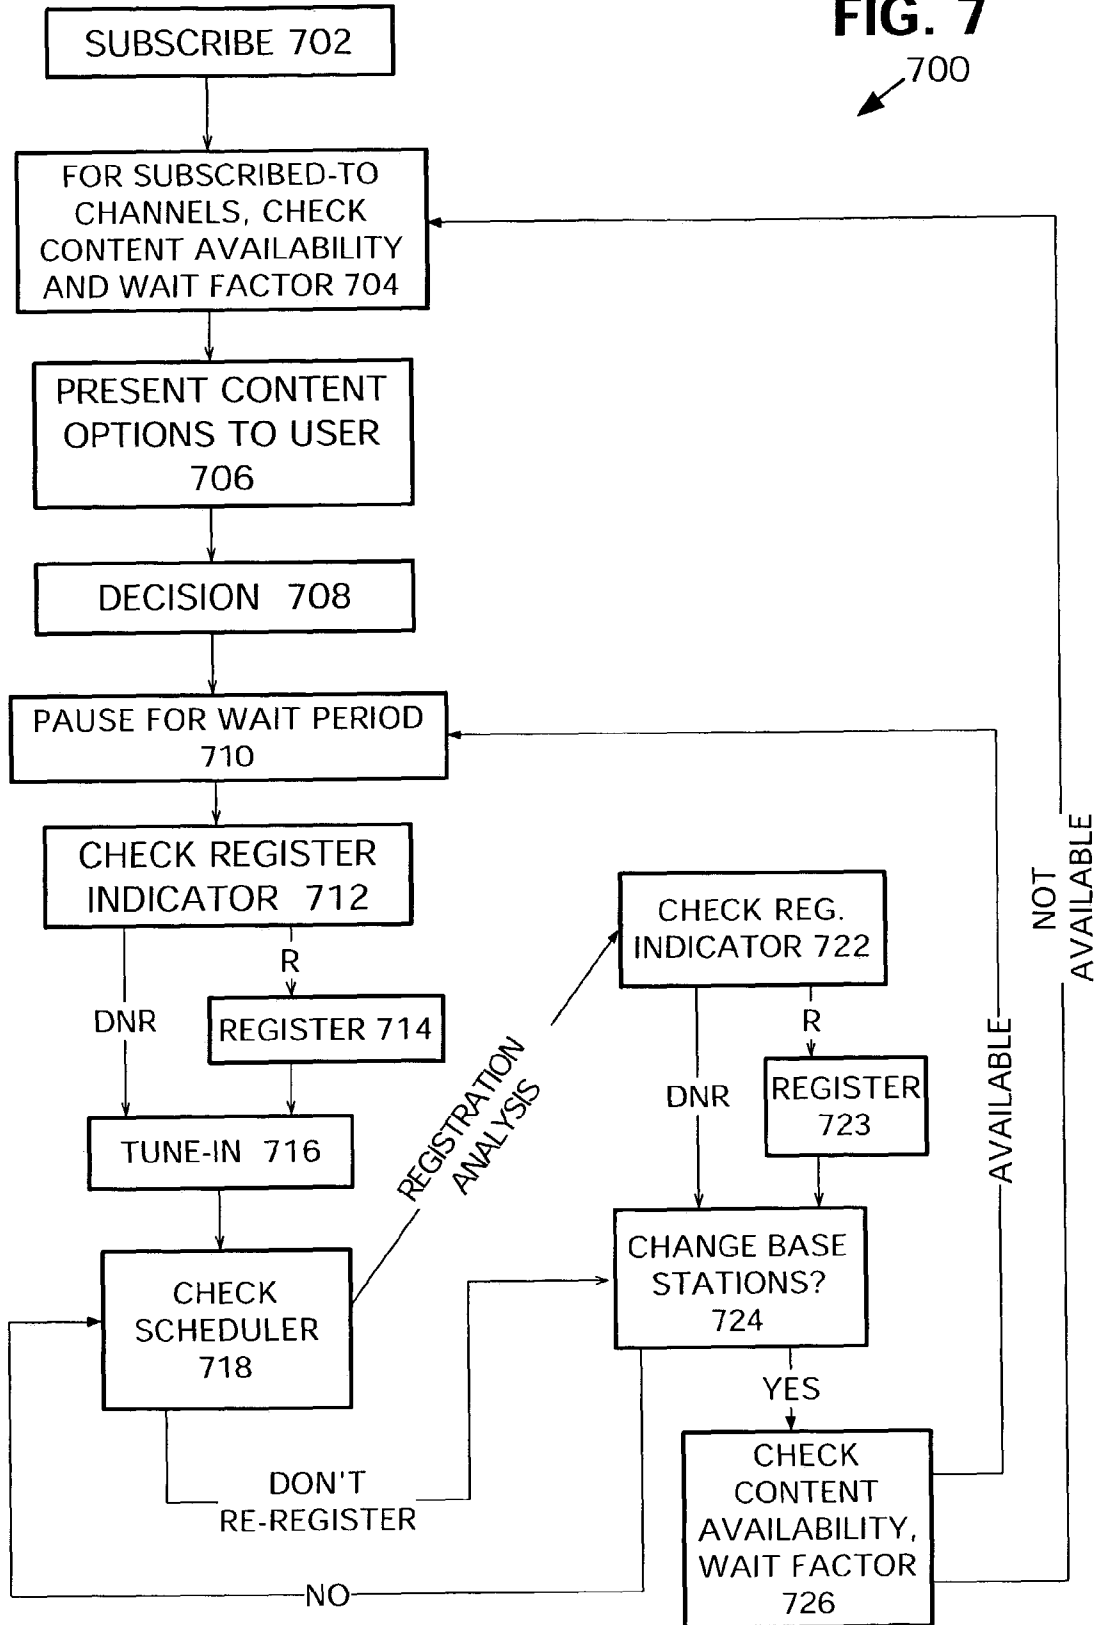 FIG. 7
700
SUBSCRIBE 702
FOR SUBSCRIBED-TO
CHANNELS, CHECK
CONTENT AVAILABILITY
AND WAIT FACTOR 704
PRESENT CONTENT
OPTIONS TO USER
706
DECISION 708
PAUSE FOR WAIT PERIOD
710
CHECK REGISTER
INDICATOR 712
DNR
R
REGISTER 714
TUNE-IN 716
CHECK
SCHEDULER
718
REGISTRATION
ANALYSIS
DON'T
RE-REGISTER
CHECK REG.
INDICATOR 722
DNR
R
REGISTER
723
CHANGE BASE
STATIONS?
724
NO
YES
CHECK
CONTENT
AVAILABILITY,
WAIT FACTOR
726
AVAILABLE
NOT
AVAILABLE